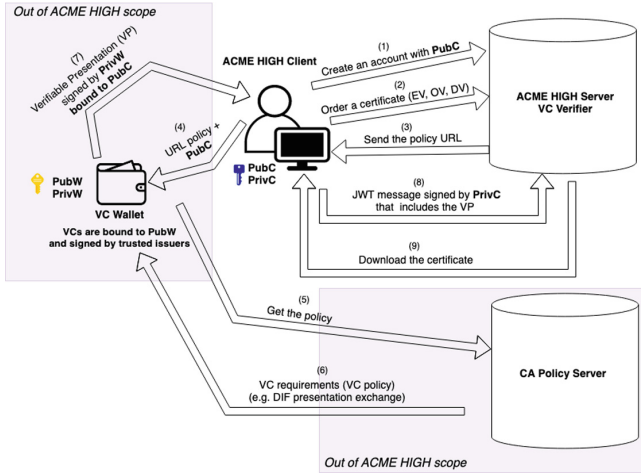 Out of ACME HIGH scope
(7)
Verifiable Presentation (VP)
signed by PrivW
bound to PubC
ACME HIGH Client
(1)
Create an account with PubC
(2)
Order a certificate (EV, OV, DV)
(3)
Send the policy URL
ACME HIGH Server
VC Verifier
(4)
URL policy +
PubC
PubC
PrivC
PubW
PrivW
VC Wallet
VCs are bound to PubW
and signed by trusted issuers
(8)
JWT message signed by PrivC
that includes the VP
(9)
Download the certificate
(5)
Get the policy
(6)
VC requirements (VC policy)
(e.g. DIF presentation exchange)
CA Policy Server
Out of ACME HIGH scope